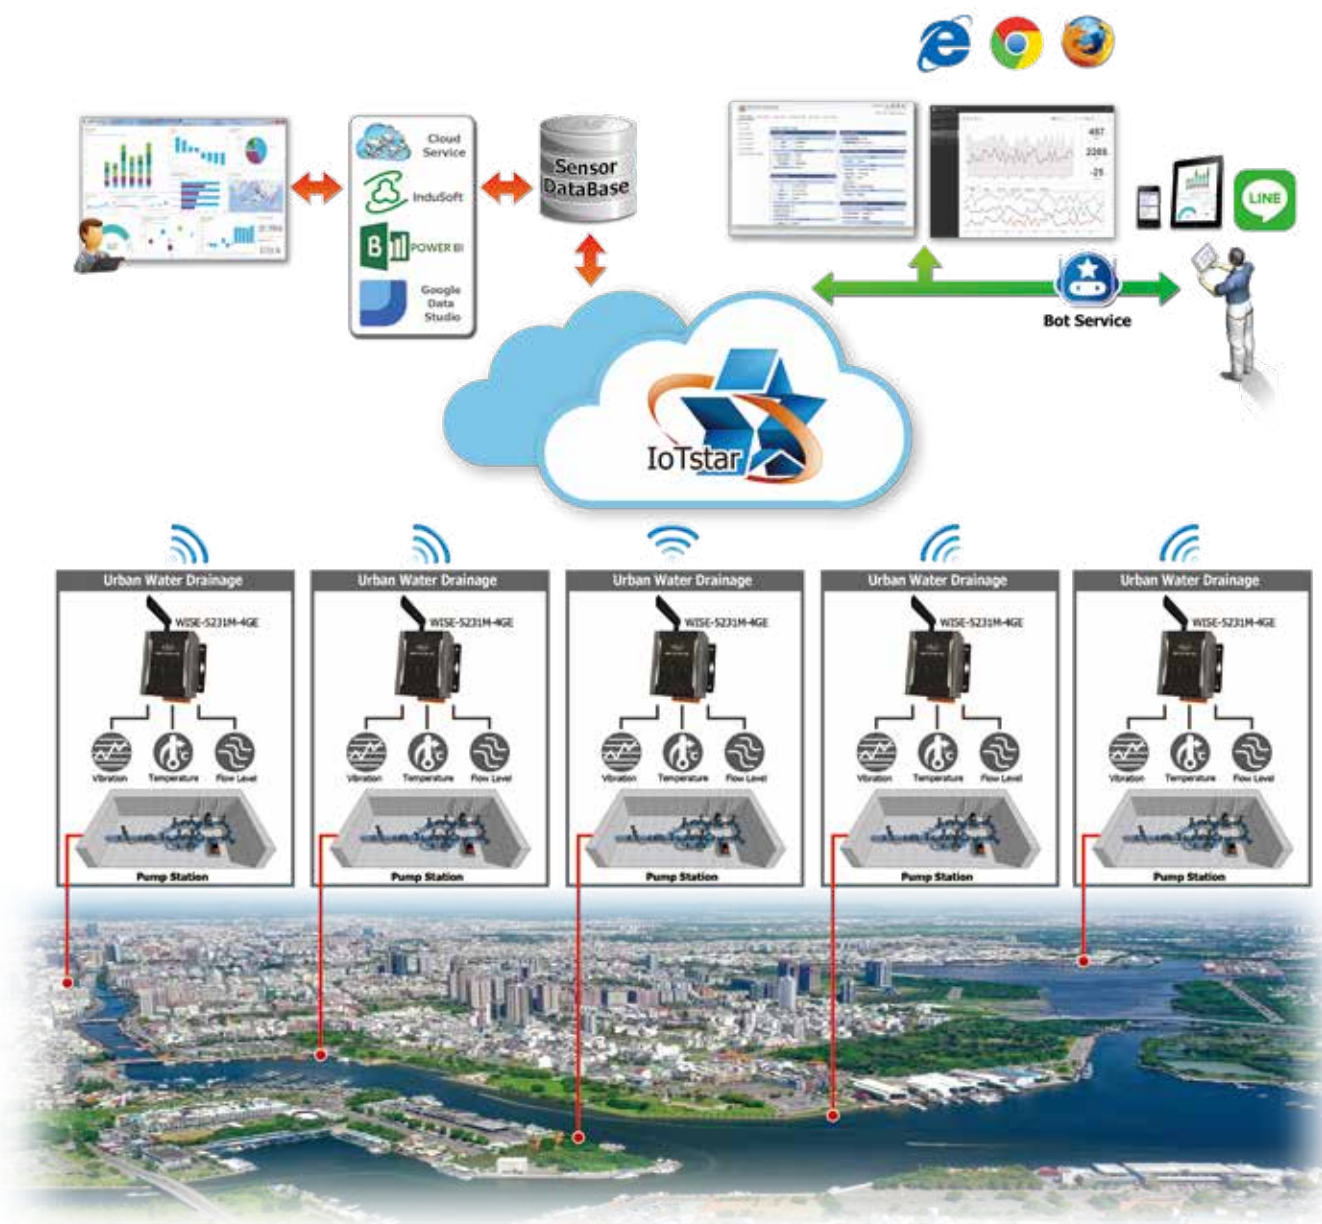 Cloud
Service
InduSoft
POWER BI
Google
Data
Studio
Sensor
DataBase
487
2266
-26
LINE
Bot Service
IoTstar
Urban Water Drainage
WISE-5231M-4GE
Vibration
Temperature
Flow Level
Pump Station
Urban Water Drainage
WISE-5231M-4GE
Vibration
Temperature
Flow Level
Pump Station
Urban Water Drainage
WISE-5231M-4GE
Vibration
Temperature
Flow Level
Pump Station
Urban Water Drainage
WISE-5231M-4GE
Vibration
Temperature
Flow Level
Pump Station
Urban Water Drainage
WISE-5231M-4GE
Vibration
Temperature
Flow Level
Pump Station